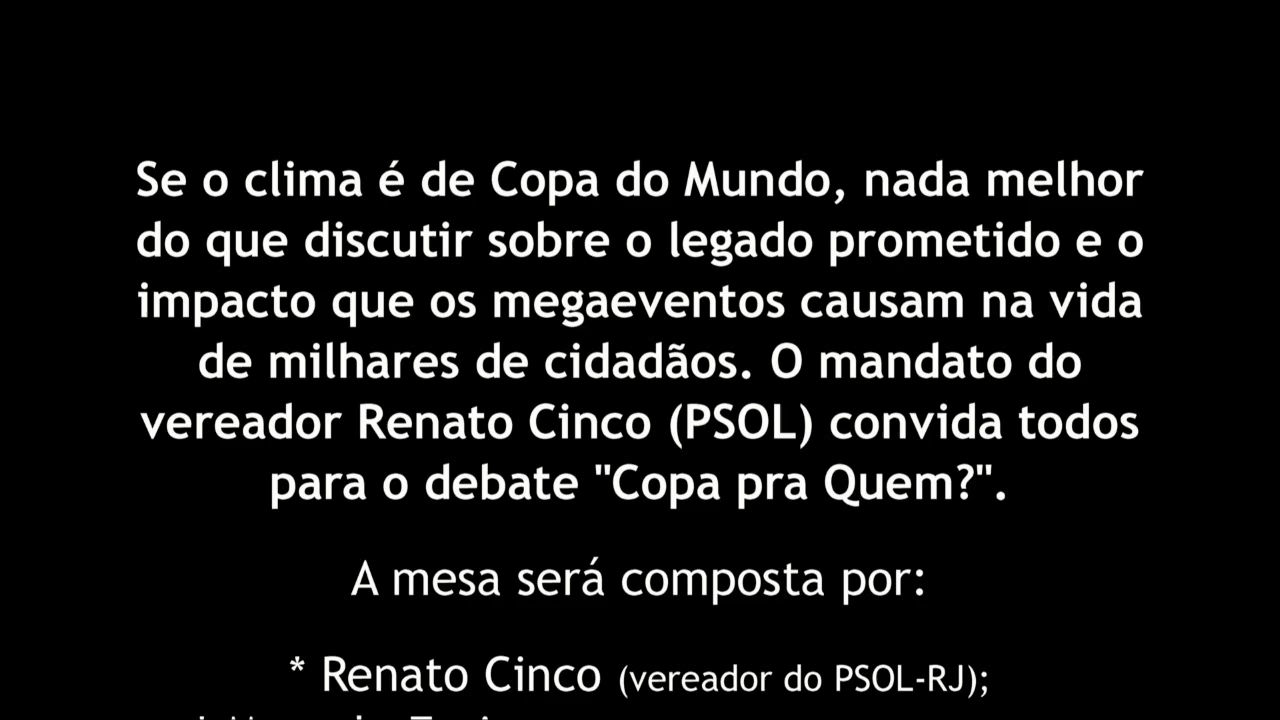 Se o clima é de Copa do Mundo, nada melhor
do que discutir sobre o legado prometido e o
impacto que os megaeventos causam na vida
de milhares de cidadãos. O mandato do
vereador Renato Cinco (PSOL) convida todos
para o debate "Copa pra Quem?".
A mesa será composta por:
* Renato Cinco (vereador do PSOL-RJ);